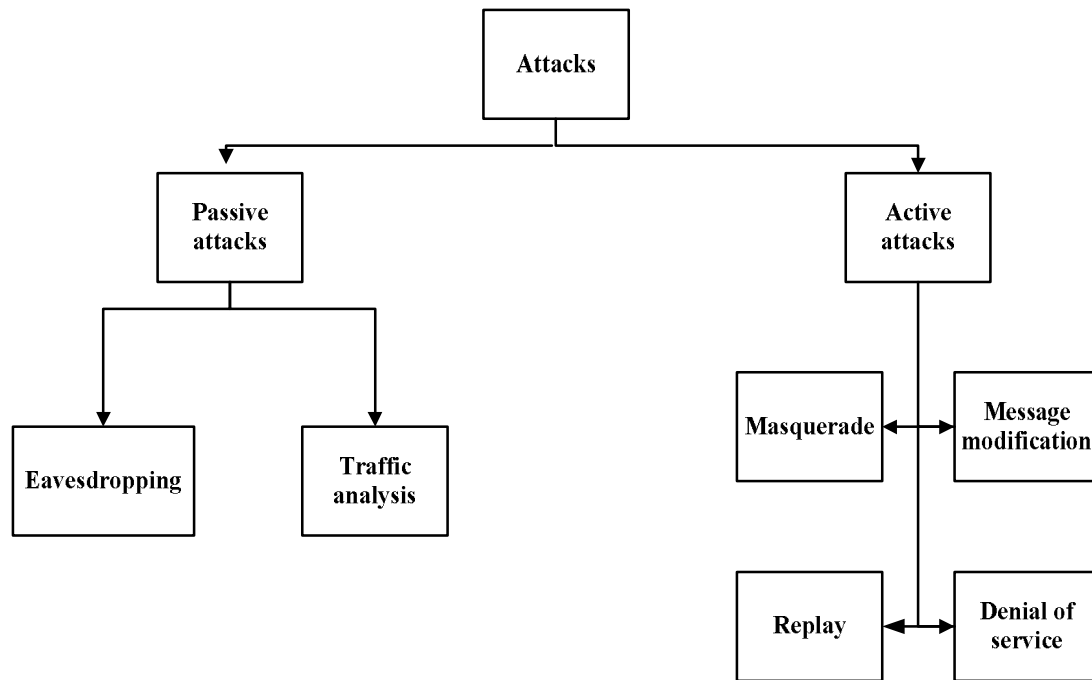 Attacks
Passive
attacks
Active
attacks
Eavesdropping
Traffic
analysis
Masquerade
Message
modification
Replay
Denial of
service